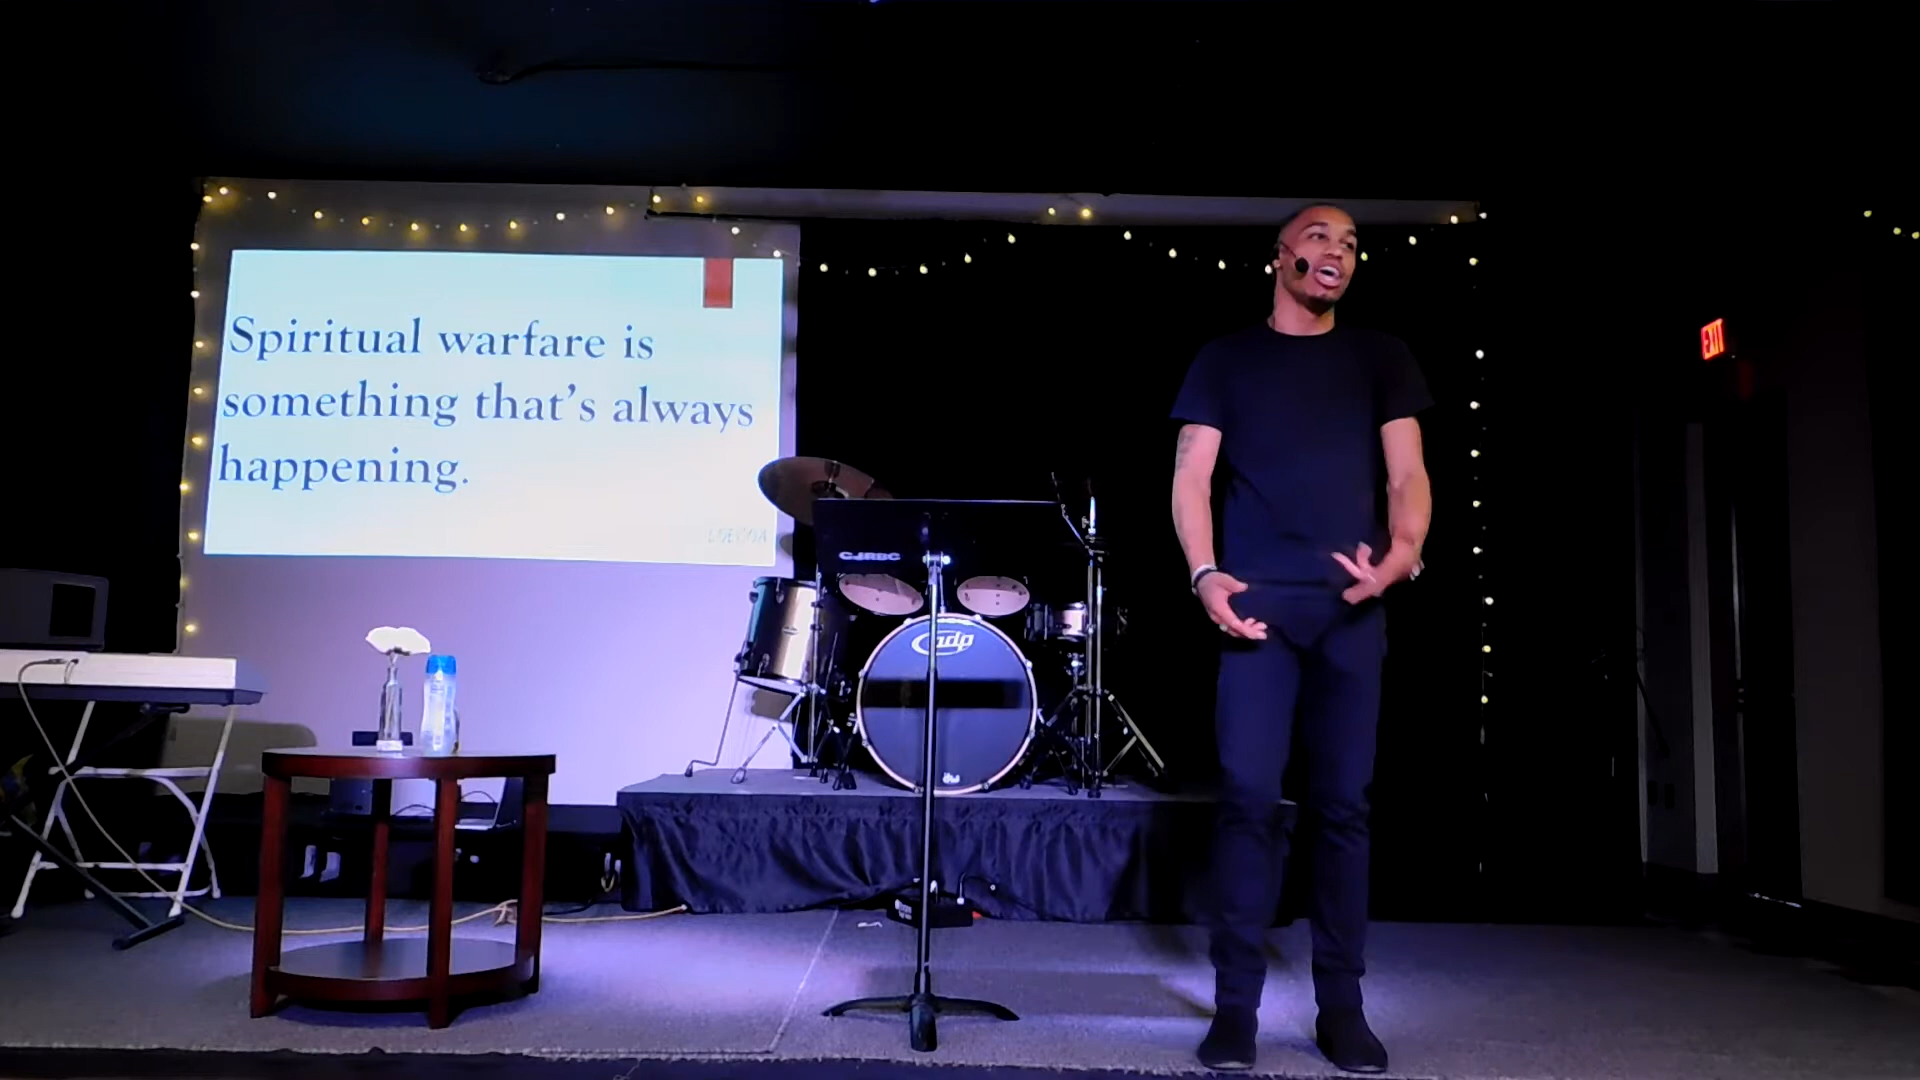 Spiritual warfare is
something that's always
happening.
CJRBC
pdp
EXIT